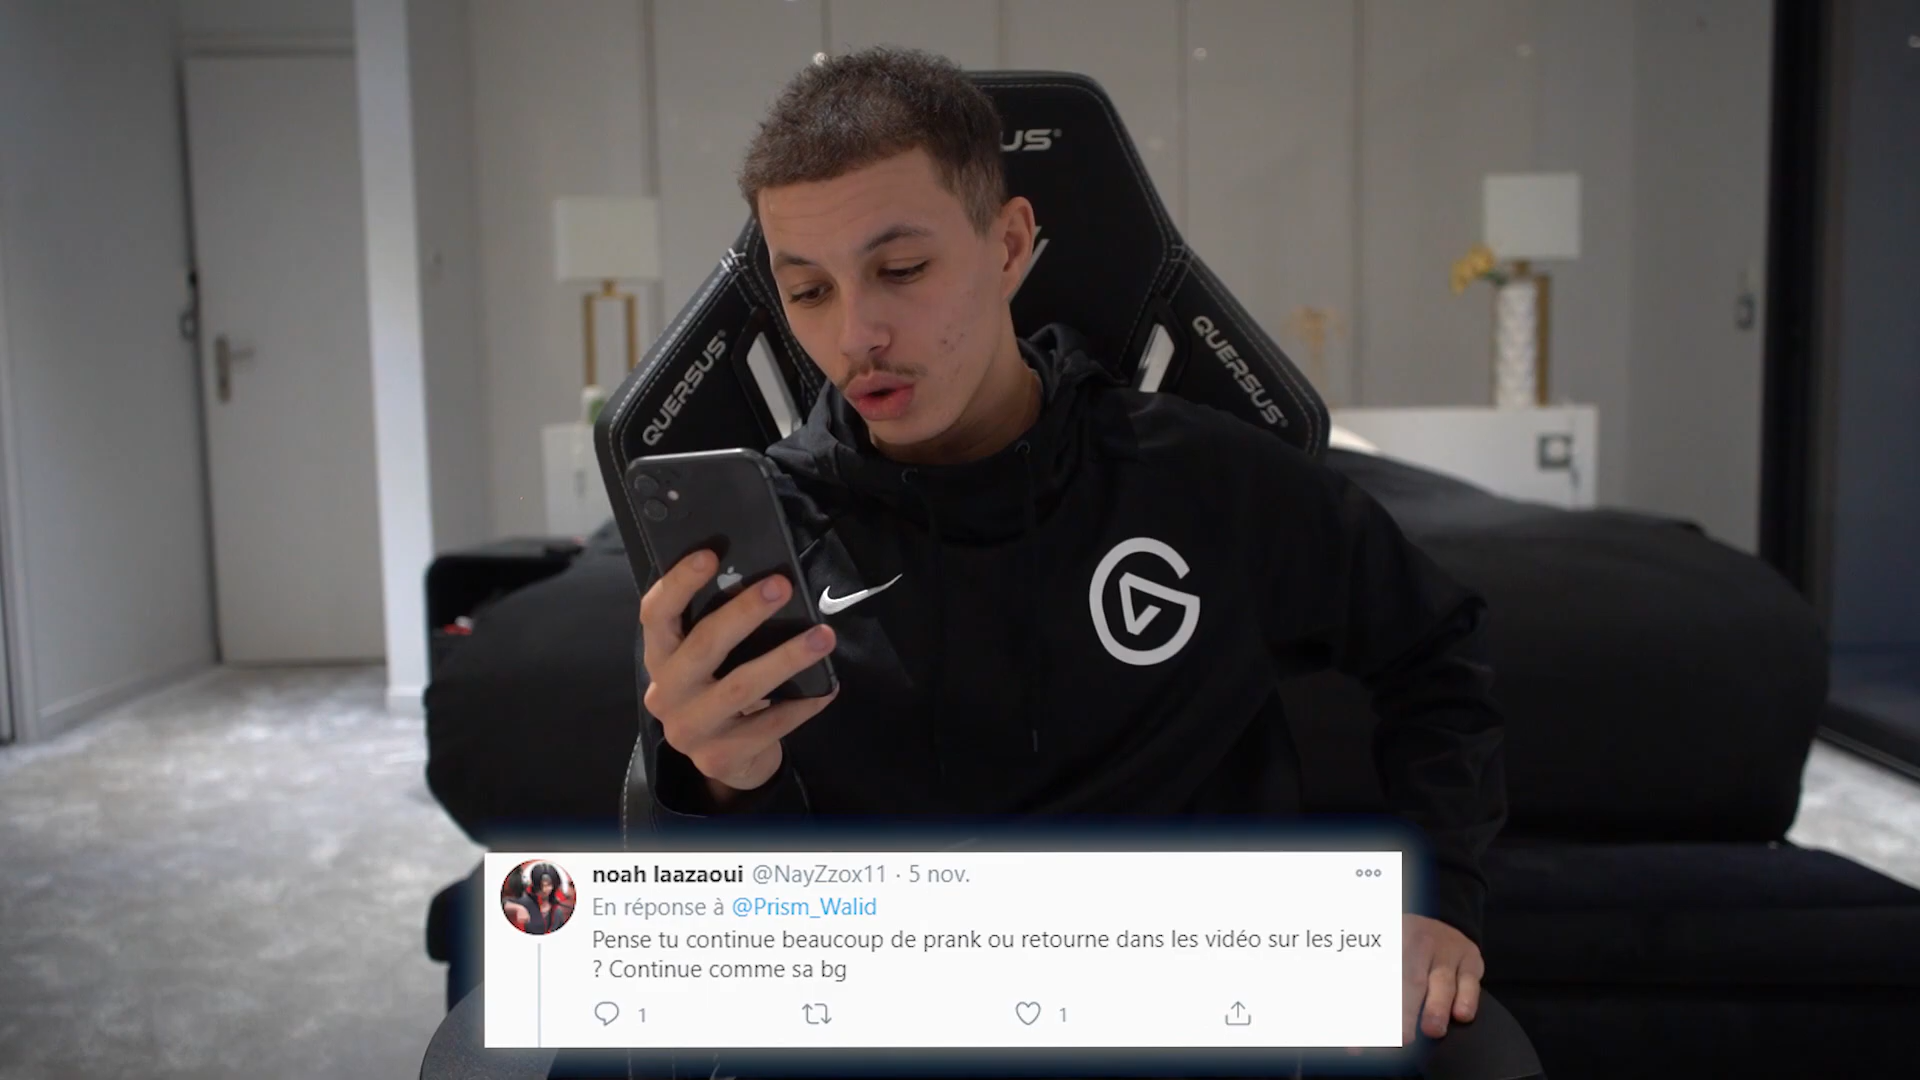 US
QUERSUS
QUERSUS
noah laazaoui @NayZzox11 · 5 nov.
En réponse à @Prism_Walid
Pense tu continue beaucoup de prank ou retourne dans les vidéo sur les jeux
? Continue comme sa bg
1
1